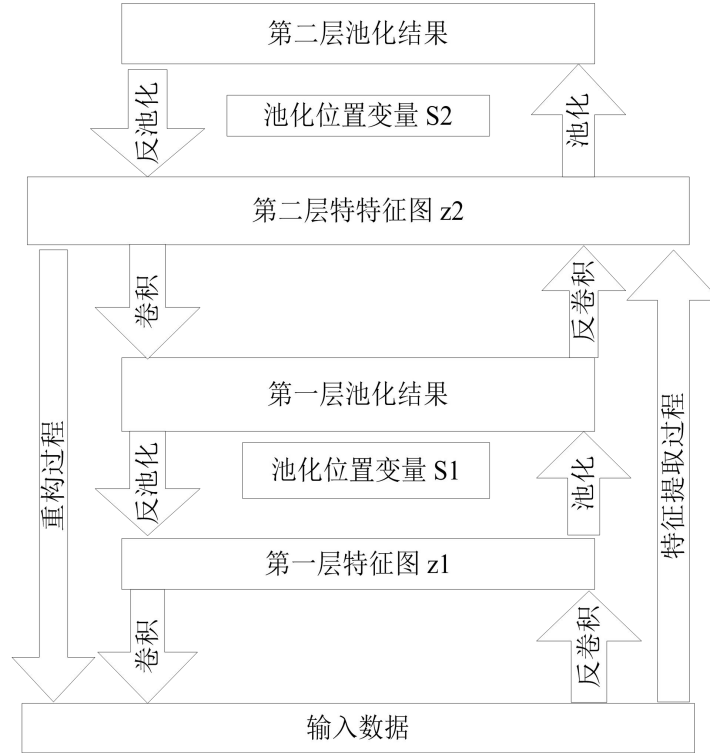 第二层池化结果
反池化
池化位置变量 S2
池化
第二层特特征图 z2
卷积
反卷积
第一层池化结果
重构过程
反池化
池化位置变量 S1
池化
特征提取过程
第一层特征图 z1
卷积
反卷积
输入数据